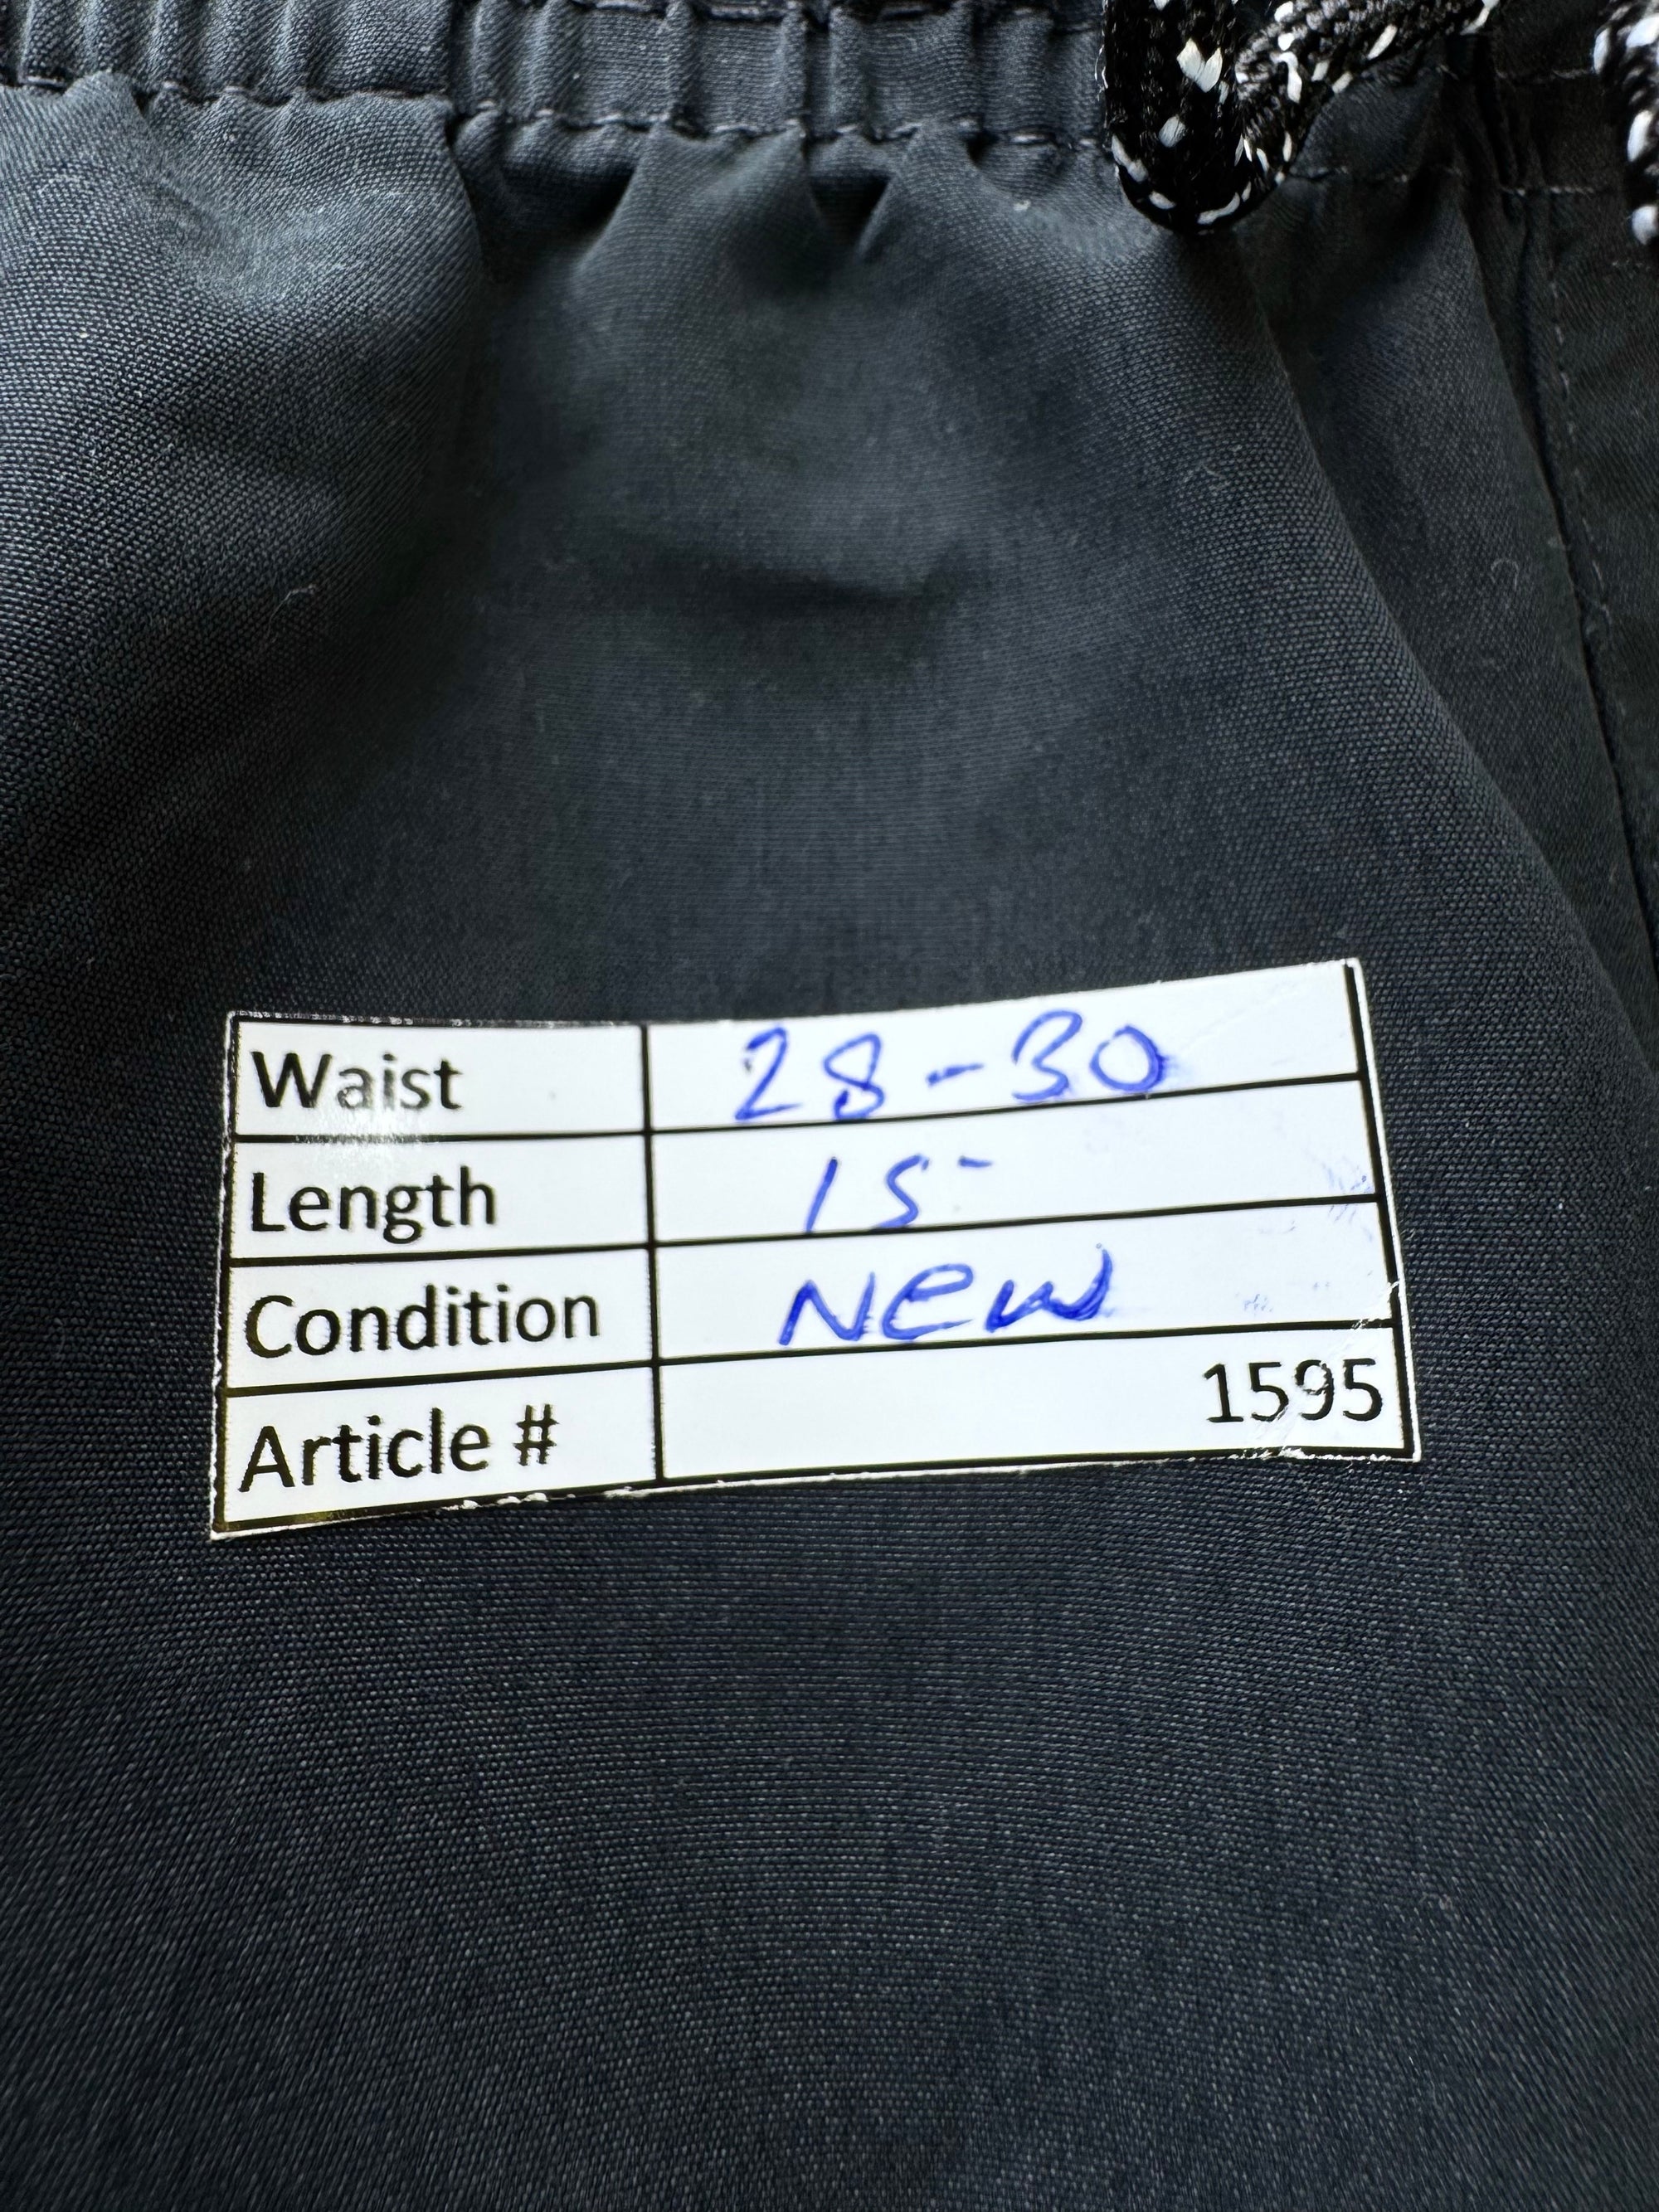 Waist 28-30
Length 15
Condition New
Article # 1595